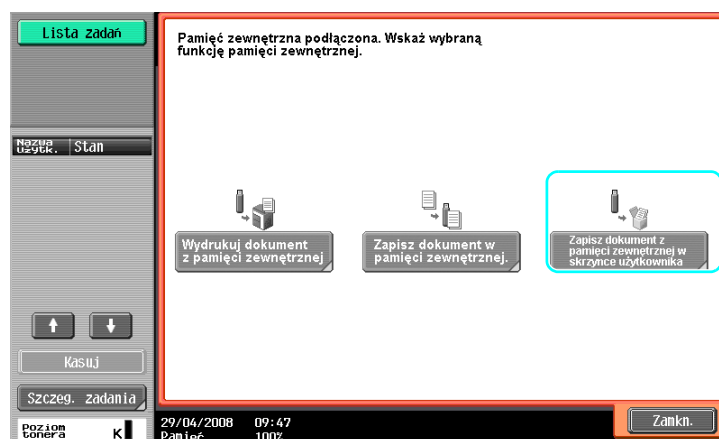 Lista zadań
Pamięć zewnętrzna podłączona. Wskaż wybraną
funkcję pamięci zewnętrznej.
Nazwa
użytk.
Stan
Wydrukuj dokument
z pamięci zewnętrznej
Zapisz dokument w
pamięci zewnętrznej.
Zapisz dokument z
pamięci zewnętrznej w
skrzynce użytkownika
Kasuj
Szczeg. zadania
Poziom
tonera
K
29/04/2008 09:47
Pamięć 100%
Zamkn.